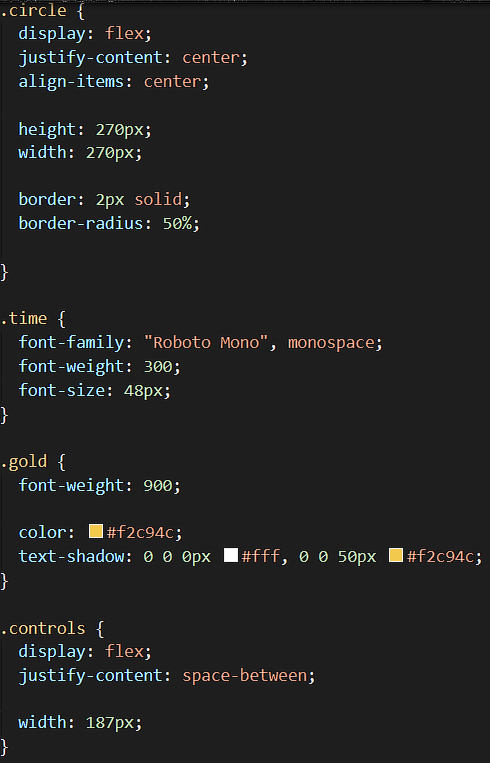 .circle {
  display: flex;
  justify-content: center;
  align-items: center;

  height: 270px;
  width: 270px;

  border: 2px solid;
  border-radius: 50%;

}

.time {
  font-family: "Roboto Mono", monospace;
  font-weight: 300;
  font-size: 48px;
}

.gold {
  font-weight: 900;

  color: #f2c94c;
  text-shadow: 0 0 0px #fff, 0 0 50px #f2c94c;
}

.controls {
  display: flex;
  justify-content: space-between;

  width: 187px;
}